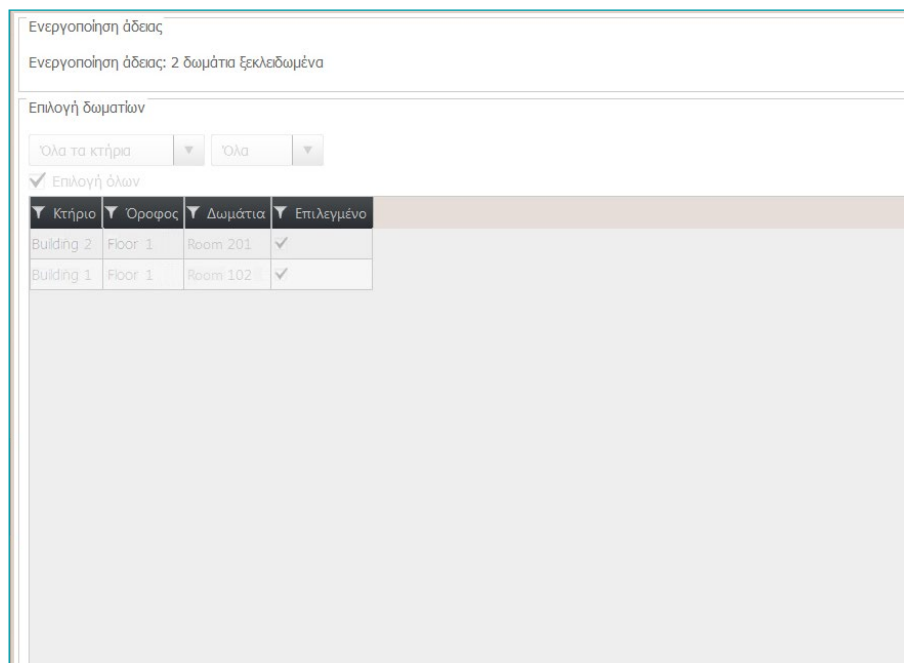 Ενεργοποίηση άδειας
Ενεργοποίηση άδειας: 2 δωμάτια ξεκλειδωμένα
Επιλογή δωματίων
Όλα τα κτήρια Όλα
Επιλογή όλων
Κτήριο Όροφος Δωμάτια Επιλεγμένο
Building 2 Floor 1 Room 201
Building 1 Floor 1 Room 102